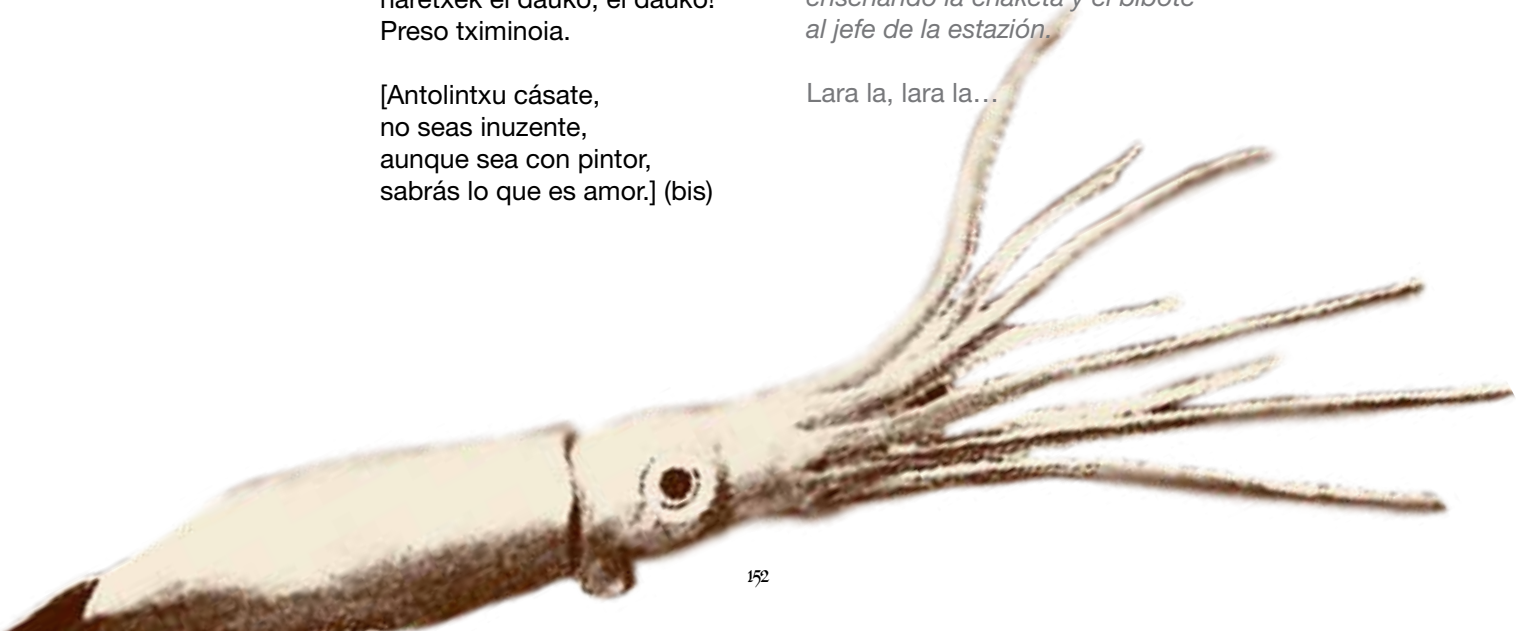 Preso tximinoia.
[Antolintxu cásate,
no seas inuzente,
aunque sea con pintor,
sabrás lo que es amor.] (bis)
al jefe de la estazión.
Lara la, lara la…
152